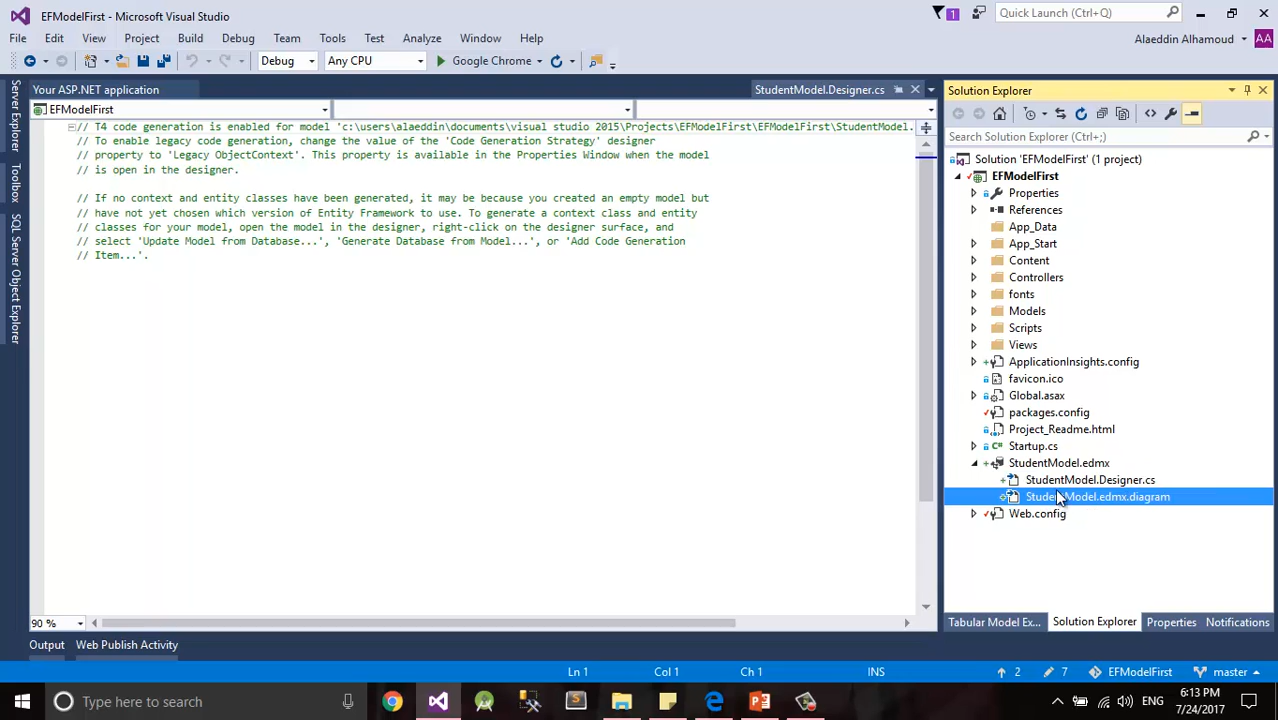 EFModelFirst - Microsoft Visual Studio
1
Quick Launch (Ctrl+Q)
File Edit View Project Build Debug Team Tools Test Analyze Window Help
Alaeddin Alhamoud AA
Debug Any CPU Google Chrome
Your ASP.NET application
StudentModel.Designer.cs
EFModelFirst
// T4 code generation is enabled for model 'c:\users\alaeddin\documents\visual studio 2015\Projects\EFModelFirst\EFModelFirst\StudentModel.
// To enable legacy code generation, change the value of the 'Code Generation Strategy' designer
// property to 'Legacy ObjectContext'. This property is available in the Properties Window when the model
// is open in the designer.
// If no context and entity classes have been generated, it may be because you created an empty model but
// have not yet chosen which version of Entity Framework to use. To generate a context class and entity
// classes for your model, open the model in the designer, right-click on the designer surface, and
// select 'Update Model from Database...', 'Generate Database from Model...', or 'Add Code Generation
// Item...'.
90 %
Server Explorer
Toolbox
SQL Server Object Explorer
Solution Explorer
Search Solution Explorer (Ctrl+;)
Solution 'EFModelFirst' (1 project)
EFModelFirst
Properties
References
App_Data
App_Start
Content
Controllers
fonts
Models
Scripts
Views
ApplicationInsights.config
favicon.ico
Global.asax
packages.config
Project_Readme.html
Startup.cs
StudentModel.edmx
StudentModel.Designer.cs
StudentModel.edmx.diagram
Web.config
Tabular Model Ex... Solution Explorer Properties Notifications
Output Web Publish Activity
Ln 1 Col 1 Ch 1 INS 2 7 EFModelFirst master
Type here to search
ENG
6:13 PM
7/24/2017